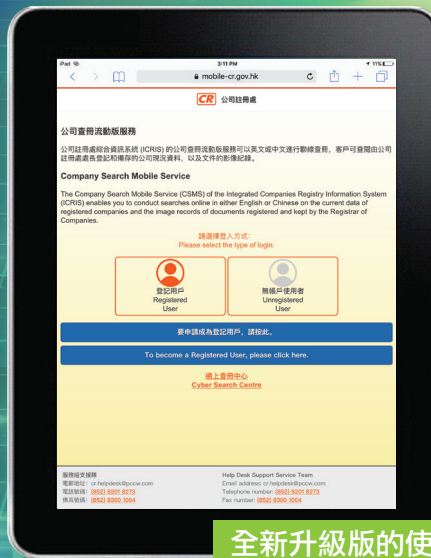 iPad
3:11 PM
11%
mobile-cr.gov.hk
CR 公司註冊處
公司查冊流動版服務
公司註冊處綜合資訊系統 (ICRIS) 的公司查冊流動版服務可以英文或中文進行聯線查冊，客戶可查閱由公司
註冊處處長登記和備存的公司現況資料，以及文件的影像紀錄。
Company Search Mobile Service
The Company Search Mobile Service (CSMS) of the Integrated Companies Registry Information System
(ICRIS) enables you to conduct searches online in either English or Chinese on the current data of
registered companies and the image records of documents registered and kept by the Registrar of
Companies.
請選擇登入方式：
Please select the type of login:
登記用戶
Registered
User
無帳戶使用者
Unregistered
User
要申請成為登記用戶，請按此。
To become a Registered User, please click here.
網上查冊中心
Cyber Search Centre
服務組支援隊
電郵地址： cr.helpdesk@pccw.com
電話號碼： (852) 8201 8273
傳真號碼： (852) 8300 1004
Help Desk Support Service Team
Email address: cr.helpdesk@pccw.com
Telephone number: (852) 8201 8273
Fax number: (852) 8300 1004
全新升級版的使